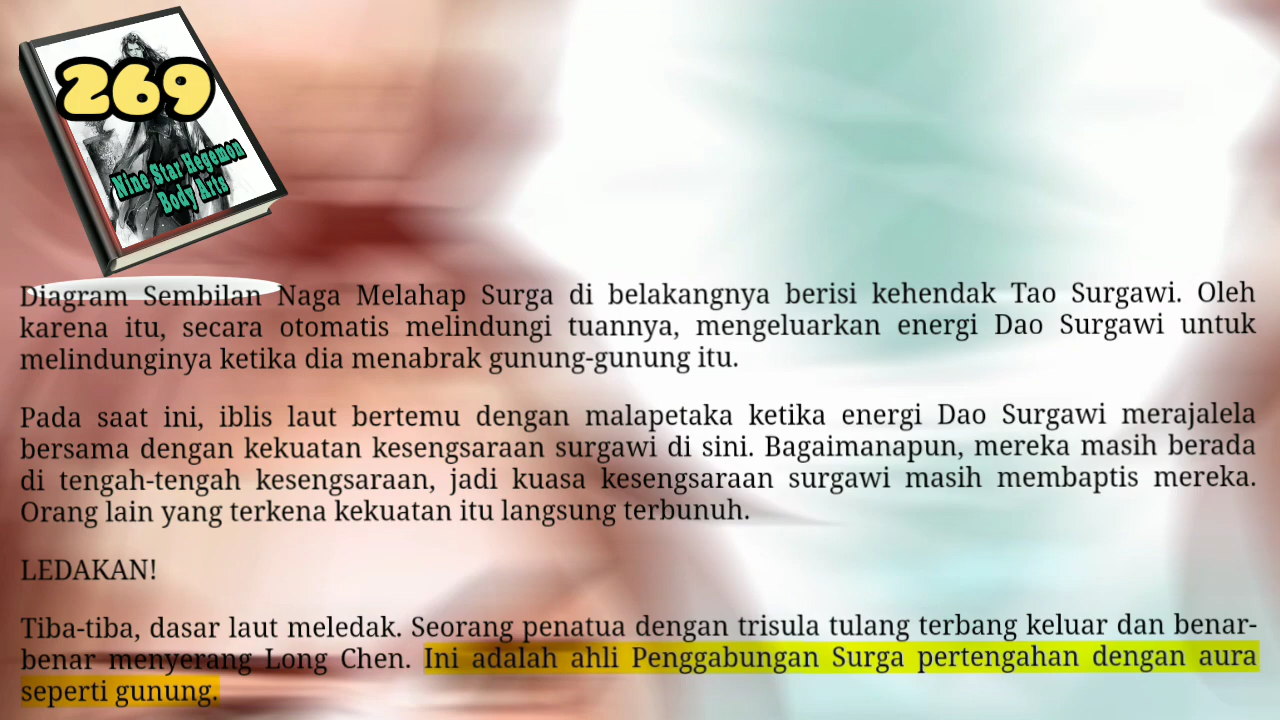 269
Nine Star Hegemon
Body Arts
Diagram Sembilan Naga Melahap Surga di belakangnya berisi kehendak Tao Surgawi. Oleh
karena itu, secara otomatis melindungi tuannya, mengeluarkan energi Dao Surgawi untuk
melindunginya ketika dia menabrak gunung-gunung itu.
Pada saat ini, iblis laut bertemu dengan malapetaka ketika energi Dao Surgawi merajalela
bersama dengan kekuatan kesengsaraan surgawi di sini. Bagaimanapun, mereka masih berada
di tengah-tengah kesengsaraan, jadi kuasa kesengsaraan surgawi masih membaptis mereka.
Orang lain yang terkena kekuatan itu langsung terbunuh.
LEDAKAN!
Tiba-tiba, dasar laut meledak. Seorang penatua dengan trisula tulang terbang keluar dan benar-
benar menyerang Long Chen. Ini adalah ahli Penggabungan Surga pertengahan dengan aura
seperti gunung.